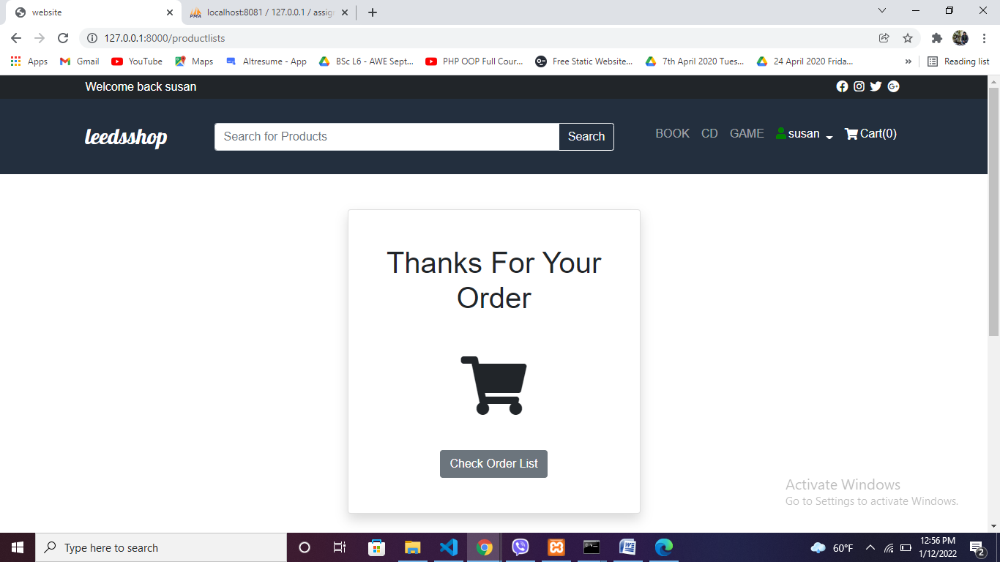 website
localhost:8081 / 127.0.0.1 / assig
127.0.0.1:8000/productlists
Apps Gmail YouTube Maps Altresume - App BSc L6 - AWE Sept... PHP OOP Full Cour... Free Static Website... 7th April 2020 Tues... 24 April 2020 Frida... » Reading list
Welcome back susan
leedsshop
Search for Products
Search
BOOK CD GAME susan Cart(0)
Thanks For Your
Order
Check Order List
Activate Windows
Go to Settings to activate Windows.
Type here to search
60°F
12:56 PM
1/12/2022
2